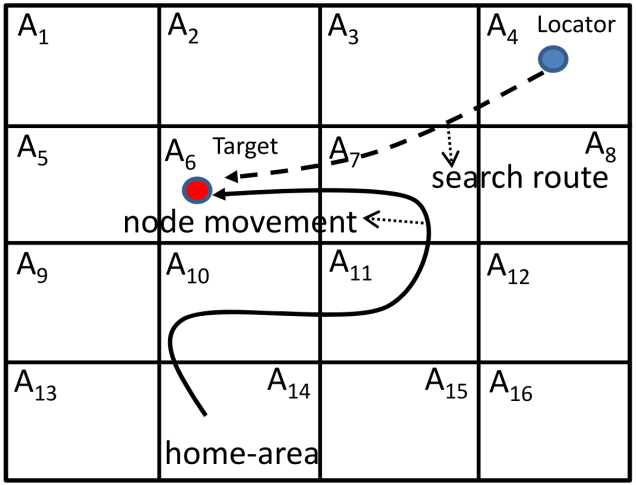 A1
A2
A3
A4 Locator
A5
A6 Target
A7
A8
search route
node movement
A9
A10
A11
A12
A13
A14
A15
A16
home-area